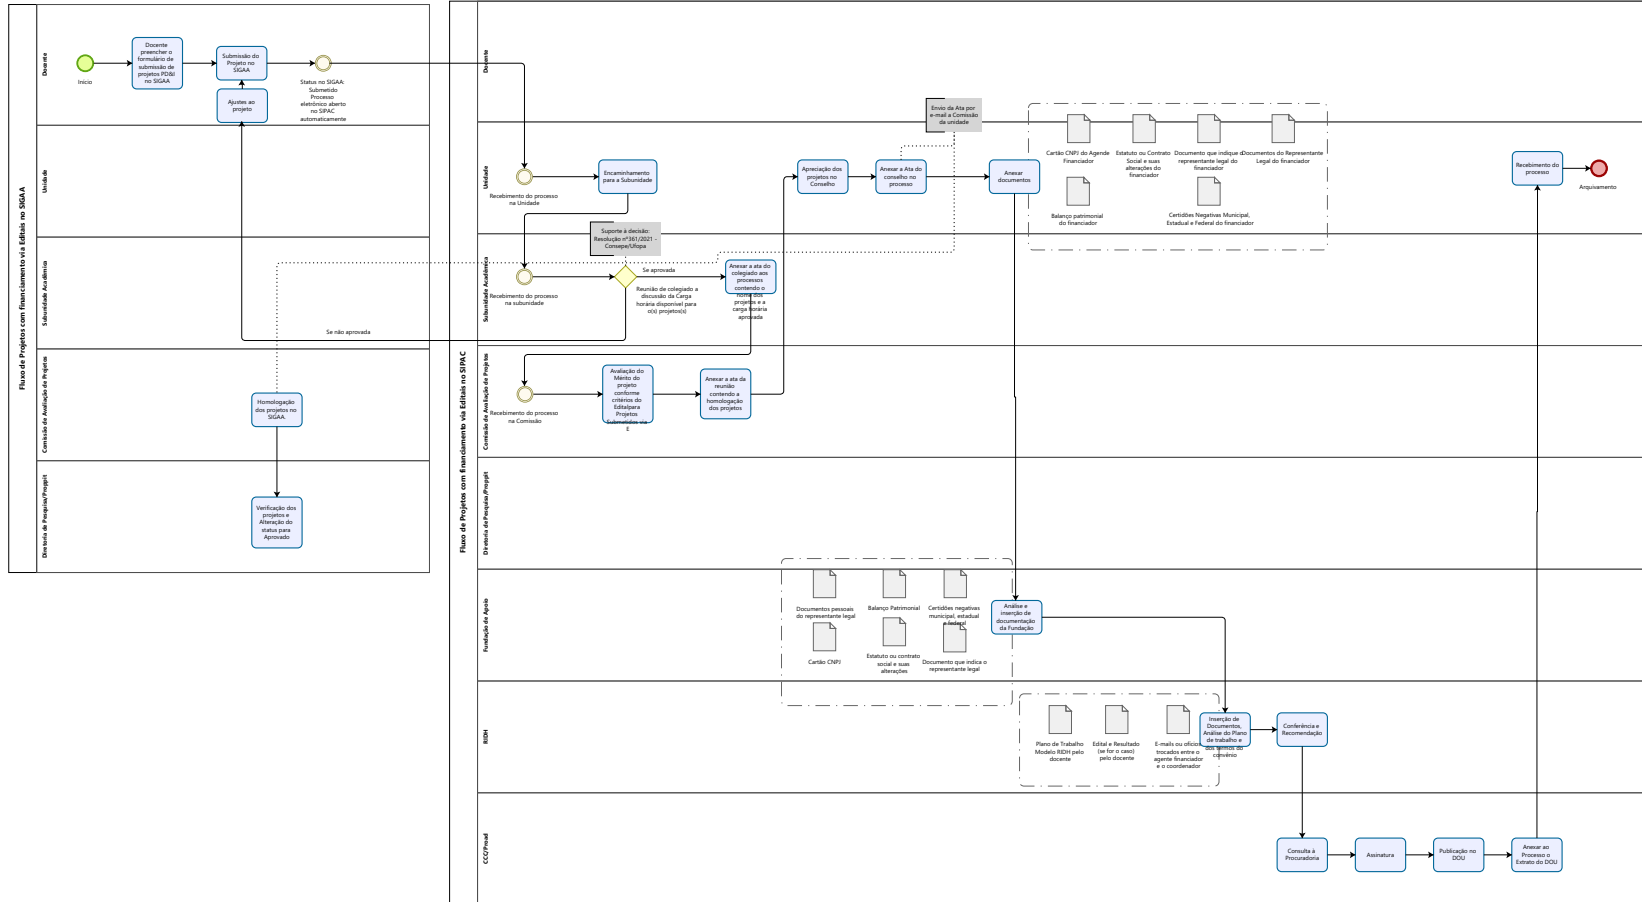 Fluxo de Projetos com financiamento via Editais no SIGAA
Docente
Início
Docente
preencher o
formulário de
submissão de
projetos PD&I
no SIGAA
Submissão do
Projeto no
SIGAA
Ajustes ao
projeto
Status no SIGAA:
Submetido
Processo
eletrônico aberto
no SIPAC
automaticamente
Unidade
Subunidade Acadêmica
Se não aprovada
Comissão de Avaliação de Projetos
Homologação
dos projetos no
SIGAA.
Diretoria de Pesquisa/Proppit
Verificação dos
projetos e
Alteração do
status para
Aprovado
Fluxo de Projetos com financiamento via Editais no SIPAC
Docente
Envio da Ata por
e-mail a Comissão
da unidade
Unidade
Recebimento do processo
na Unidade
Encaminhamento
para a Subunidade
Apreciação dos
projetos no
Conselho
Anexar a Ata do
conselho no
processo
Anexar
documentos
Cartão CNPJ do Agende
Financiador
Estatuto ou Contrato
Social e suas
alterações do
financiador
Documento que indique o
representante legal do
financiador
Documentos do Representante
Legal do financiador
Balanço patrimonial
do financiador
Certidões Negativas Municipal,
Estadual e Federal do financiador
Recebimento do
processo
Arquivamento
Subunidade Acadêmica
Suporte à decisão:
Resolução nº361/2021 -
Consepe/Ufopa
Recebimento do processo
na subunidade
Se aprovada
Reunião de colegiado a
discussão da Carga
horária disponível para
o(s) projetos(s)
Anexar a ata do
colegiado aos
processos
contendo o
nome dos
projetos e a
carga horária
aprovada
Comissão de Avaliação de Projetos
Recebimento do processo
na Comissão
Avaliação do
Mérito do
projeto
conforme
critérios do
Editalpara
Projetos
Submetidos via
E
Anexar a ata da
reunião
contendo a
homologação
dos projetos
Diretoria de Pesquisa/Proppit
Fundação de Apoio
Documentos pessoais
do representante legal
Balanço Patrimonial
Certidões negativas
municipal, estadual
e federal
Cartão CNPJ
Estatuto ou contrato
social e suas
alterações
Documento que indica o
representante legal
Análise e
inserção de
documentação
da Fundação
RIDH
Plano de Trabalho
Modelo RIDH pelo
docente
Edital e Resultado
(se for o caso)
pelo docente
E-mails ou ofícios
trocados entre o
agente financiador
e o coordenador
Inserção de
Documentos,
Análise do Plano
de trabalho e
dos termos do
convênio
Conferência e
Recomendação
CCC/Proad
Consulta à
Procuradoria
Assinatura
Publicação no
DOU
Anexar ao
Processo o
Extrato do DOU